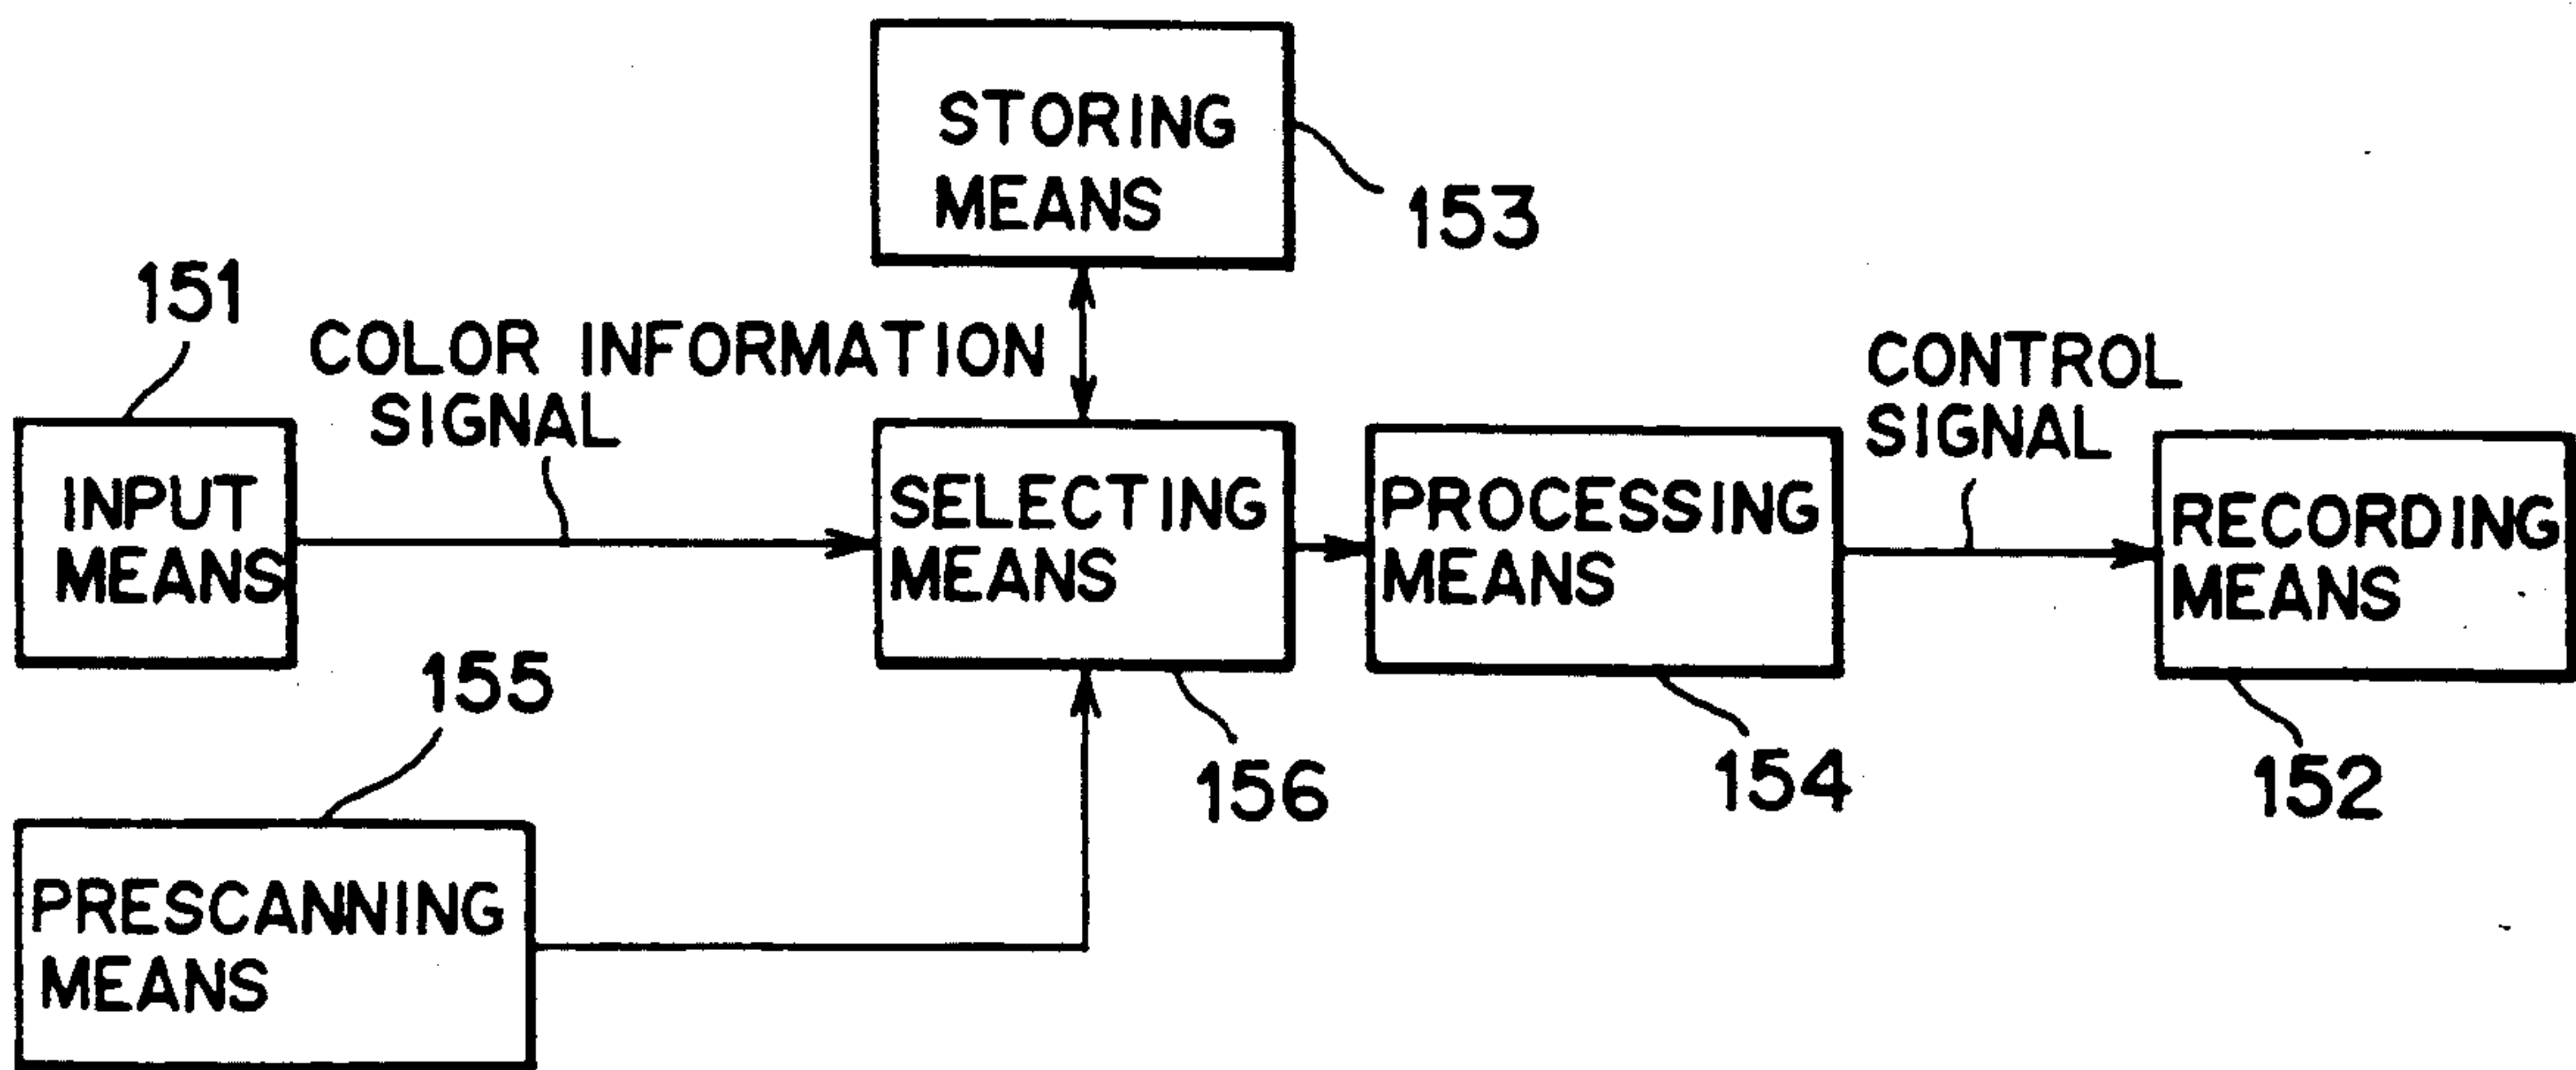 STORING
MEANS
153
151
COLOR INFORMATION
SIGNAL
CONTROL
SIGNAL
INPUT
MEANS
SELECTING
MEANS
PROCESSING
MEANS
RECORDING
MEANS
155
156
154
152
PRESCANNING
MEANS